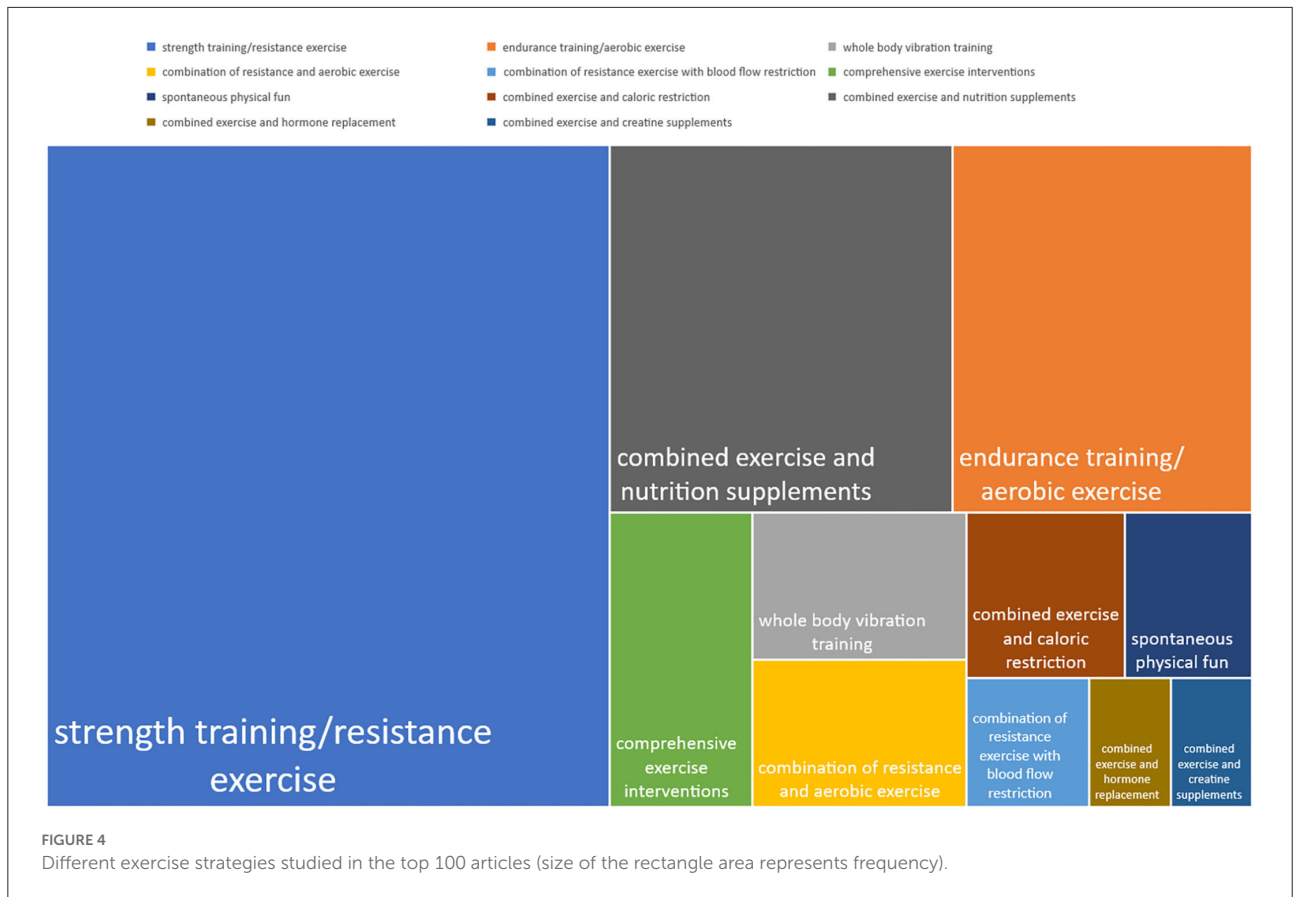 strength training/resistance exercise
endurance training/aerobic exercise
whole body vibration training
combination of resistance and aerobic exercise
combination of resistance exercise with blood flow restriction
comprehensive exercise interventions
spontaneous physical fun
combined exercise and caloric restriction
combined exercise and nutrition supplements
combined exercise and hormone replacement
combined exercise and creatine supplements
strength training/resistance
exercise
combined exercise and
nutrition supplements
endurance training/
aerobic exercise
comprehensive
exercise
interventions
whole body vibration
training
combination of resistance
and aerobic exercise
combined exercise
and caloric
restriction
spontaneous
physical fun
combination of
resistance
exercise with
blood flow
restriction
combined
exercise and
hormone
replacement
combined
exercise and
creatine
supplements
FIGURE 4
Different exercise strategies studied in the top 100 articles (size of the rectangle area represents frequency).